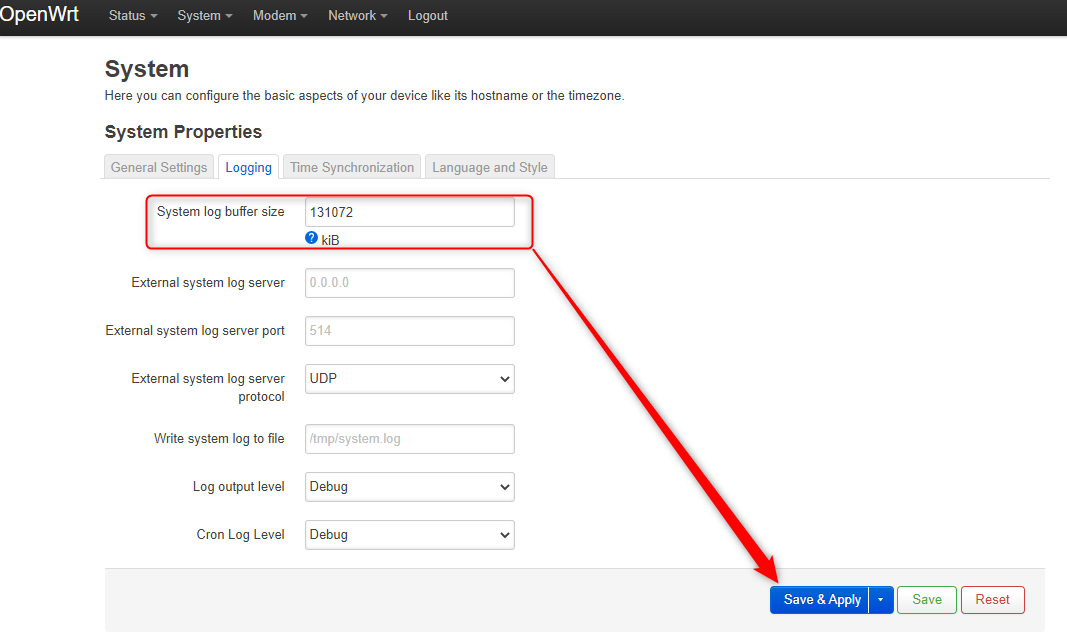 OpenWrt Status System Modem Network Logout
System
Here you can configure the basic aspects of your device like its hostname or the timezone.
System Properties
General Settings Logging Time Synchronization Language and Style
System log buffer size 131072
? kiB
External system log server 0.0.0.0
External system log server port 514
External system log server UDP
protocol
Write system log to file /tmp/system.log
Log output level Debug
Cron Log Level Debug
Save & Apply Save Reset